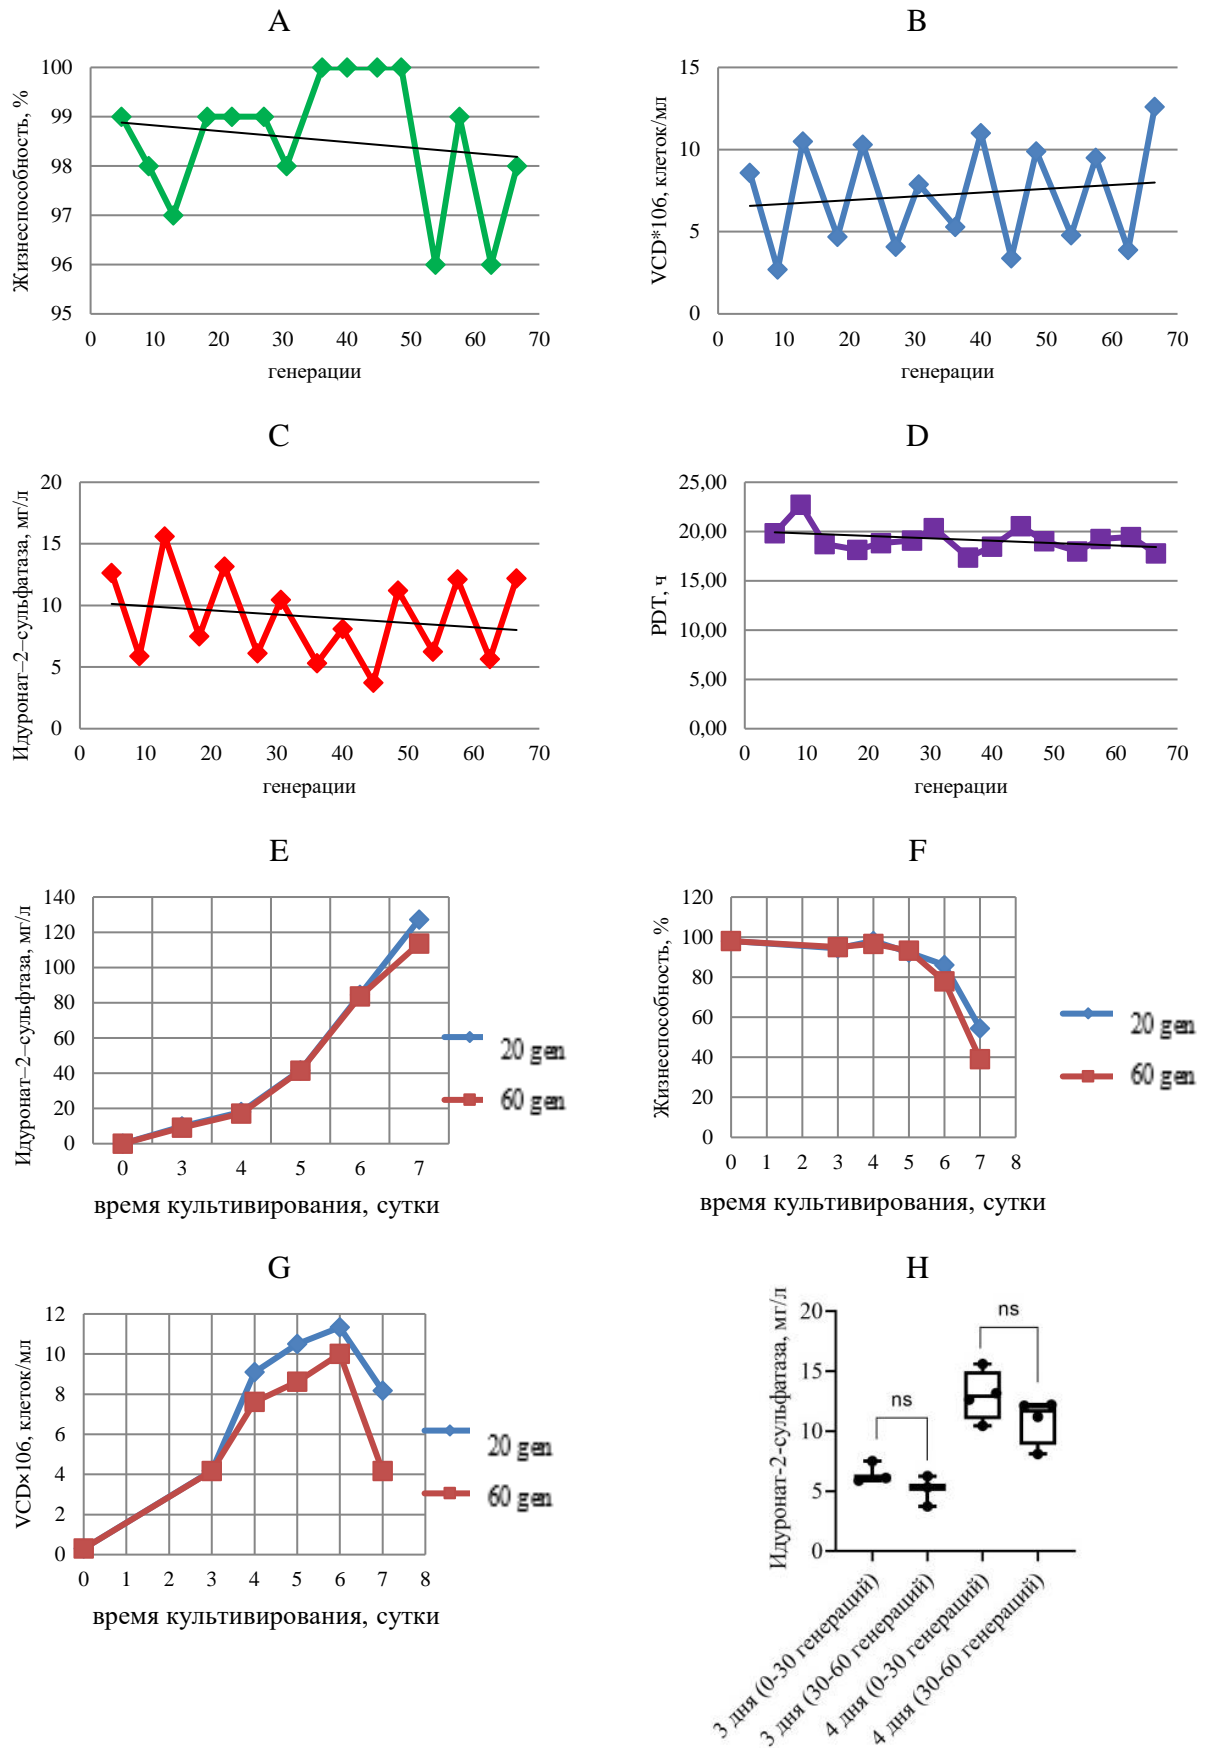 A
B
Жизнеспособность, %
100
99
98
97
96
95
0 10 20 30 40 50 60 70
генерации
VCD*106, клеток/мл
15
10
5
0
0 10 20 30 40 50 60 70
генерации
C
D
Идуронат–2–сульфатаза, мг/л
20
15
10
5
0
0 10 20 30 40 50 60 70
генерации
PDT, ч
25,00
20,00
15,00
10,00
5,00
0,00
0 10 20 30 40 50 60 70
генерации
E
F
Идуронат–2–сульфтаза, мг/л
140
120
100
80
60
40
20
0
0 3 4 5 6 7
время культивирования, сутки
20 gen
60 gen
Жизнеспособность, %
120
100
80
60
40
20
0
0 1 2 3 4 5 6 7 8
время культивирования, сутки
20 gen
60 gen
G
H
VCD×106, клеток/мл
12
10
8
6
4
2
0
0 1 2 3 4 5 6 7 8
время культивирования, сутки
20 gen
60 gen
Идуронат-2-сульфатаза, мг/л
20
15
10
5
0
ns
ns
3 дня (0-30 генераций)
3 дня (30-60 генераций)
4 дня (0-30 генераций)
4 дня (30-60 генераций)